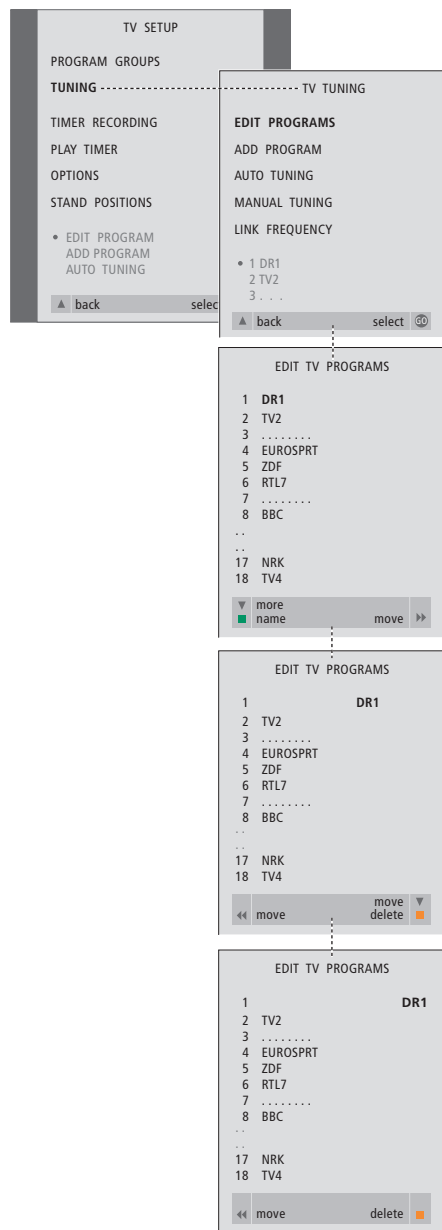 TV SETUP
PROGRAM GROUPS
TUNING
TIMER RECORDING
PLAY TIMER
OPTIONS
STAND POSITIONS
• EDIT PROGRAM
ADD PROGRAM
AUTO TUNING
▲ back selec
TV TUNING
EDIT PROGRAMS
ADD PROGRAM
AUTO TUNING
MANUAL TUNING
LINK FREQUENCY
• 1 DR1
2 TV2
3 . . .
▲ back select GO
EDIT TV PROGRAMS
1 DR1
2 TV2
3 . . . . . . . .
4 EUROSPRT
5 ZDF
6 RTL7
7 . . . . . . . .
8 BBC
. .
. .
17 NRK
18 TV4
▼ more
name move
EDIT TV PROGRAMS
1 DR1
2 TV2
3 . . . . . . . .
4 EUROSPRT
5 ZDF
6 RTL7
7 . . . . . . . .
8 BBC
. .
. .
17 NRK
18 TV4
move ▼
move delete
EDIT TV PROGRAMS
1 DR1
2 TV2
3 . . . . . . . .
4 EUROSPRT
5 ZDF
6 RTL7
7 . . . . . . . .
8 BBC
. .
. .
17 NRK
18 TV4
move delete